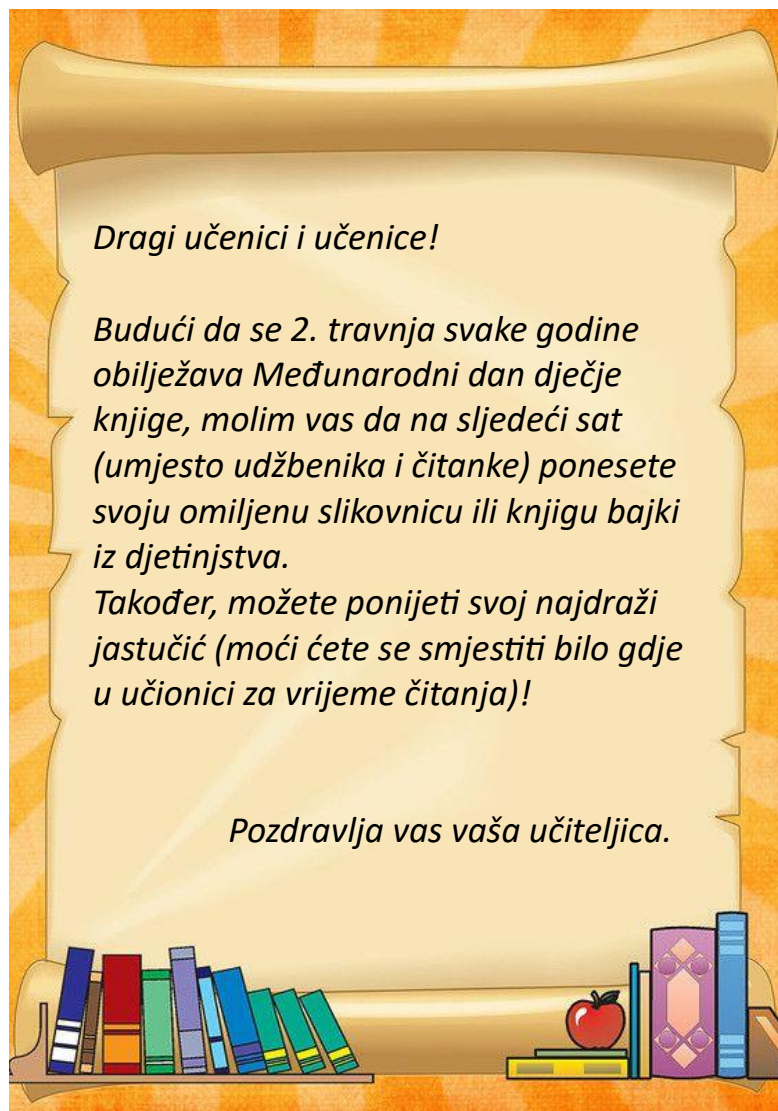 Dragi učenici i učenice!
Budući da se 2. travnja svake godine
obilježava Međunarodni dan dječje
knjige, molim vas da na sljedeći sat
(umjesto udžbenika i čitanke) ponesete
svoju omiljenu slikovnicu ili knjigu bajki
iz djetinjstva.
Također, možete ponijeti svoj najdraži
jastučić (moći ćete se smjestiti bilo gdje
u učionici za vrijeme čitanja)!
Pozdravlja vas vaša učiteljica.